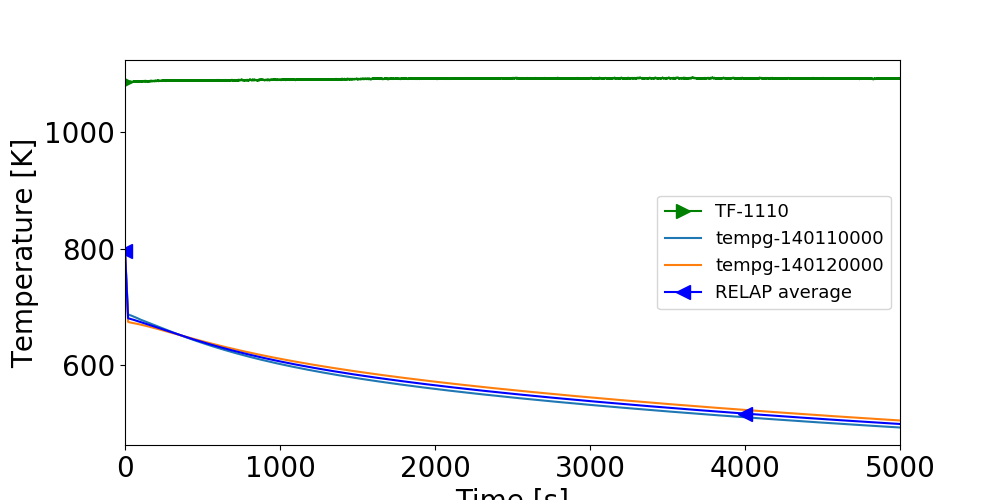 Temperature [K]
1000
800
600
TF-1110
tempg-140110000
tempg-140120000
RELAP average
0 1000 2000 3000 4000 5000
Time [s]